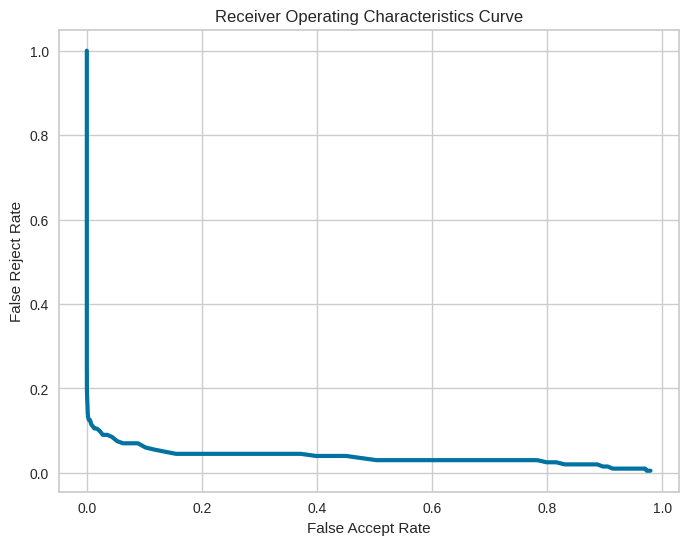 Receiver Operating Characteristics Curve
1.0
0.8
0.6
0.4
0.2
0.0
False Reject Rate
0.0 0.2 0.4 0.6 0.8 1.0
False Accept Rate